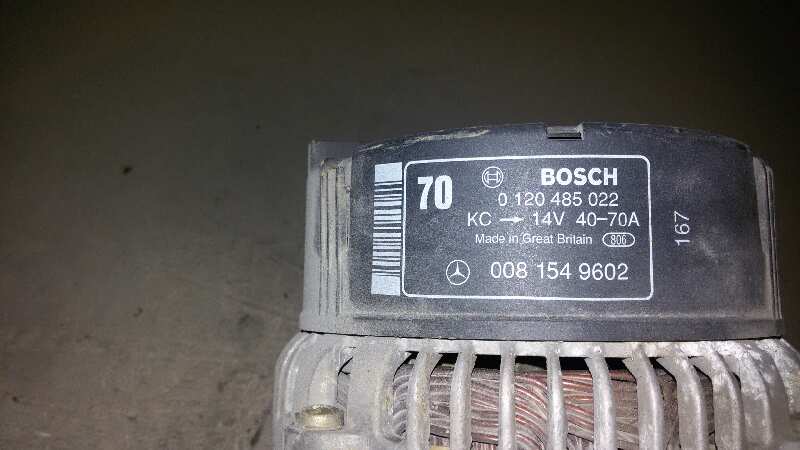 70 BOSCH
0 120 485 022
KC → 14V 40-70A
Made in Great Britain 806
008 154 9602
167